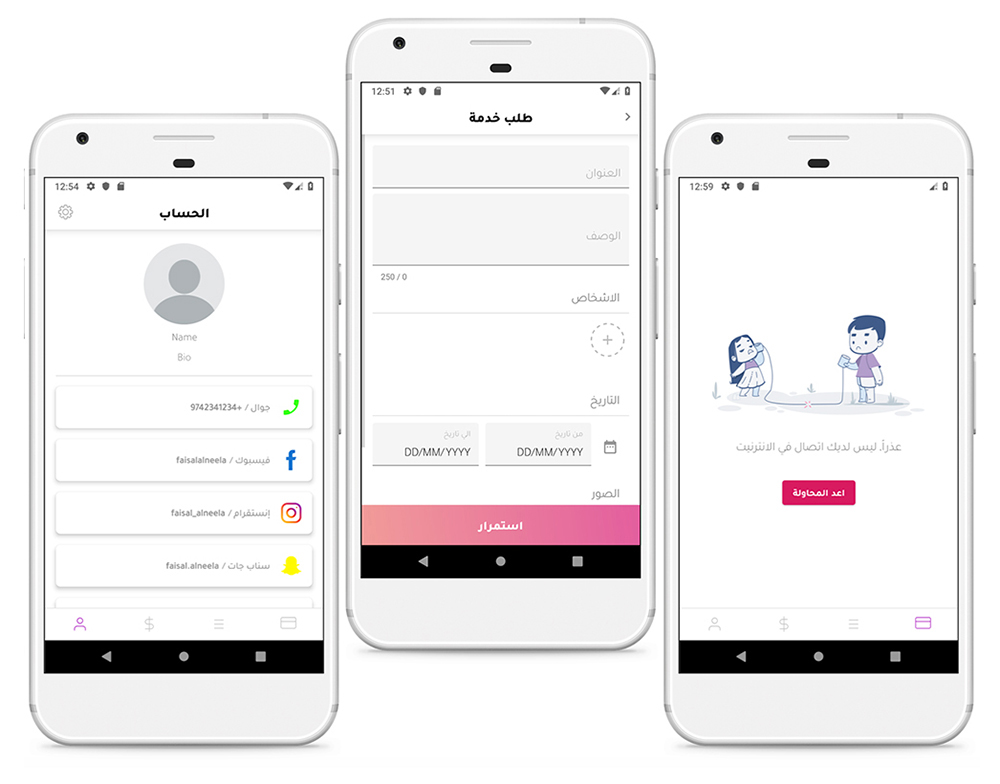 12:54
الحساب
Name
Bio
جوال / +9742341234
فيسبوك / faisalalneela
إنستقرام / faisal_alneela
سناب جات / faisal.alneela
12:51
طلب خدمة
العنوان
الوصف
250 / 0
الاشخاص
التاريخ
من تاريخ
DD/MM/YYYY
الي تاريخ
DD/MM/YYYY
الصور
استمرار
12:59
عذراً، ليس لديك اتصال في الانترنيت
اعد المحاولة